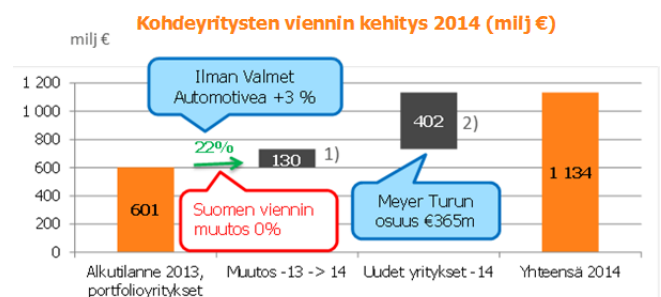 Kohdeyritysten viennin kehitys 2014 (milj €)
milj €
Ilman Valmet
Automotivea +3 %
1 200
1 000
800
600
400
200
0
22%
130
1)
402
2)
601
1 134
Suomen viennin
muutos 0%
Meyer Turun
osuus €365m
Alkutilanne 2013,
portfolioyritykset
Muutos -13 -> 14
Uudet yritykset -14
Yhteensä 2014